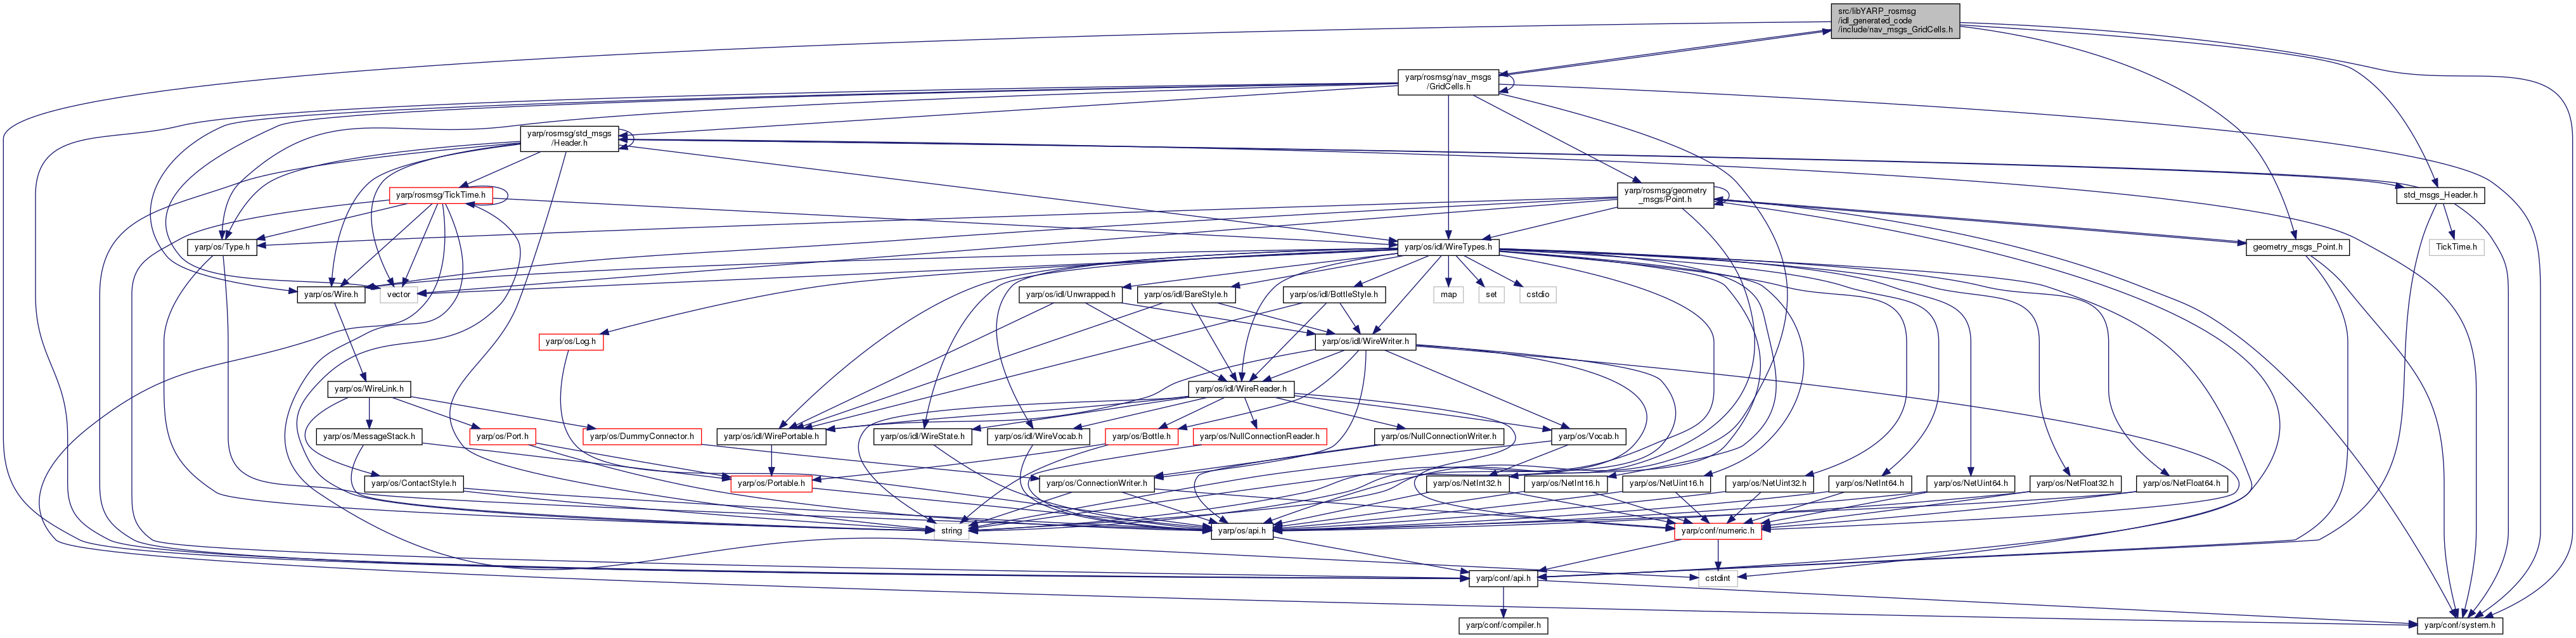 src/libYARP_rosmsg
/idl_generated_code
/include/nav_msgs_GridCells.h
yarp/rosmsg/nav_msgs
/GridCells.h
yarp/rosmsg/std_msgs
/Header.h
yarp/rosmsg/TickTime.h
yarp/rosmsg/geometry
_msgs/Point.h
std_msgs_Header.h
yarp/os/Type.h
yarp/os/idl/WireTypes.h
geometry_msgs_Point.h
TickTime.h
yarp/os/Wire.h
vector
yarp/os/idl/Unwrapped.h
yarp/os/idl/BareStyle.h
yarp/os/idl/BottleStyle.h
map
set
cstdio
yarp/os/Log.h
yarp/os/idl/WireWriter.h
yarp/os/WireLink.h
yarp/os/idl/WireReader.h
yarp/os/MessageStack.h
yarp/os/Port.h
yarp/os/DummyConnector.h
yarp/os/idl/WirePortable.h
yarp/os/idl/WireState.h
yarp/os/idl/WireVocab.h
yarp/os/Bottle.h
yarp/os/NullConnectionReader.h
yarp/os/NullConnectionWriter.h
yarp/os/Vocab.h
yarp/os/ContactStyle.h
yarp/os/Portable.h
yarp/os/ConnectionWriter.h
yarp/os/NetInt32.h
yarp/os/NetInt16.h
yarp/os/NetUint16.h
yarp/os/NetUint32.h
yarp/os/NetInt64.h
yarp/os/NetUint64.h
yarp/os/NetFloat32.h
yarp/os/NetFloat64.h
string
yarp/os/api.h
yarp/conf/numeric.h
yarp/conf/api.h
cstdint
yarp/conf/compiler.h
yarp/conf/system.h